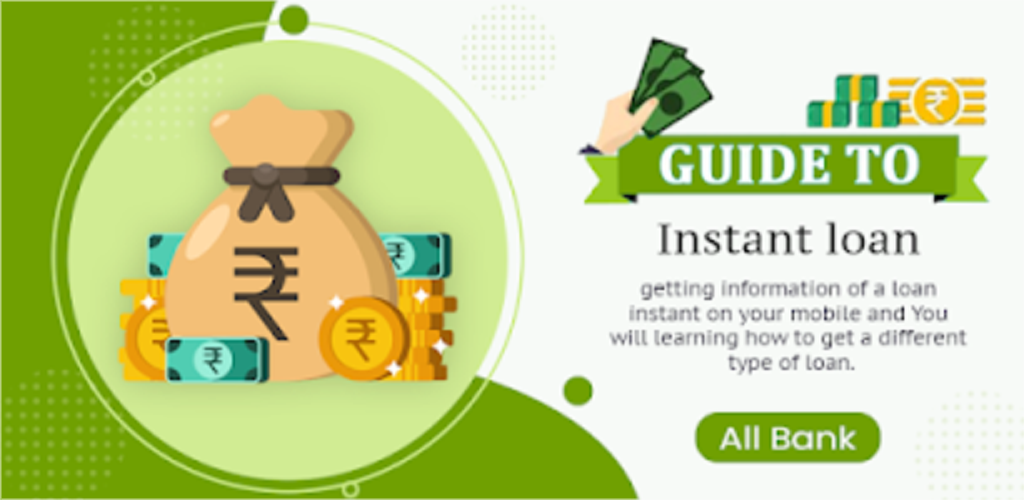 GUIDE TO
Instant loan
getting information of a loan
instant on your mobile and You
will learning how to get a different
type of loan.
All Bank
₹
₹
₹
₹
₹
₹